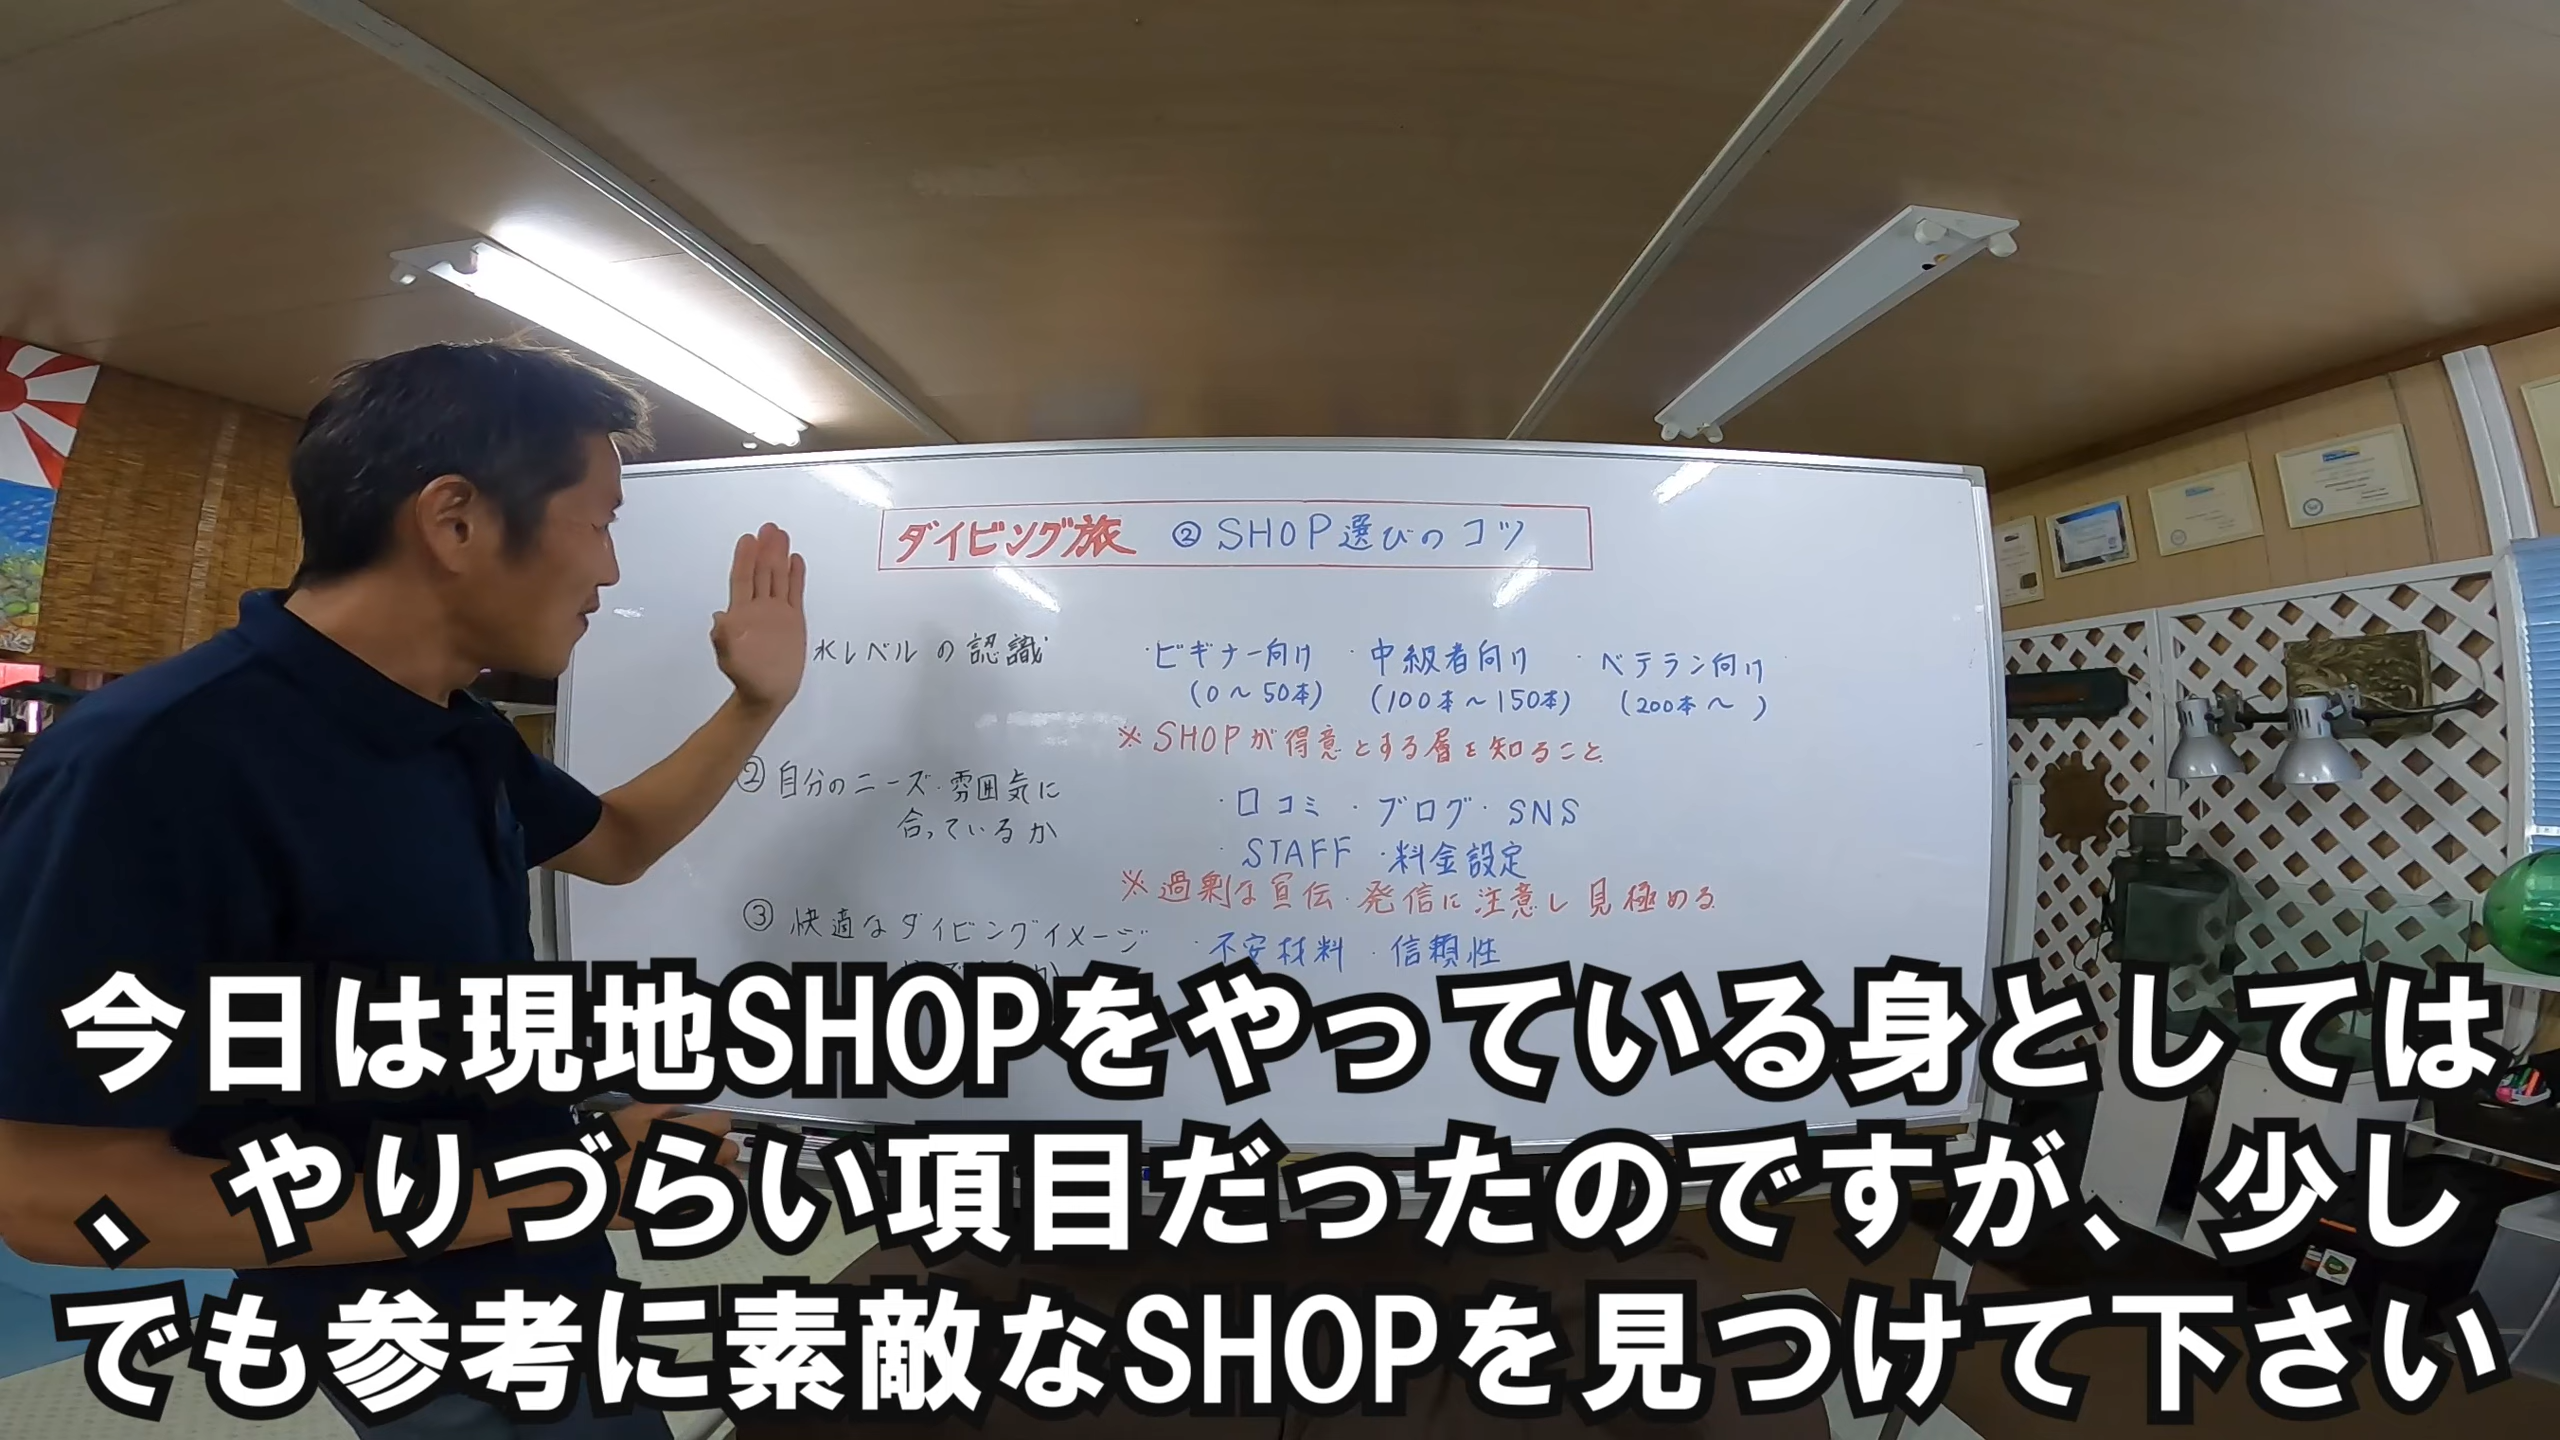 ダイビング旅 ②SHOP選びのコツ
水レベルの認識
・ビギナー向け ・中級者向け ・ベテラン向け
(0〜50本) (100本〜150本) (200本〜 )
※SHOPが得意とする層を知ること
②自分のニーズ・雰囲気に
合っているか
・口コミ ・ブログ・SNS
・STAFF ・料金設定
※過剰な宣伝・発信に注意し見極める
③快適なダイビングイメージ
・不安材料 ・信頼性
今日は現地SHOPをやっている身としては
、やりづらい項目だったのですが、少し
でも参考に素敵なSHOPを見つけて下さい